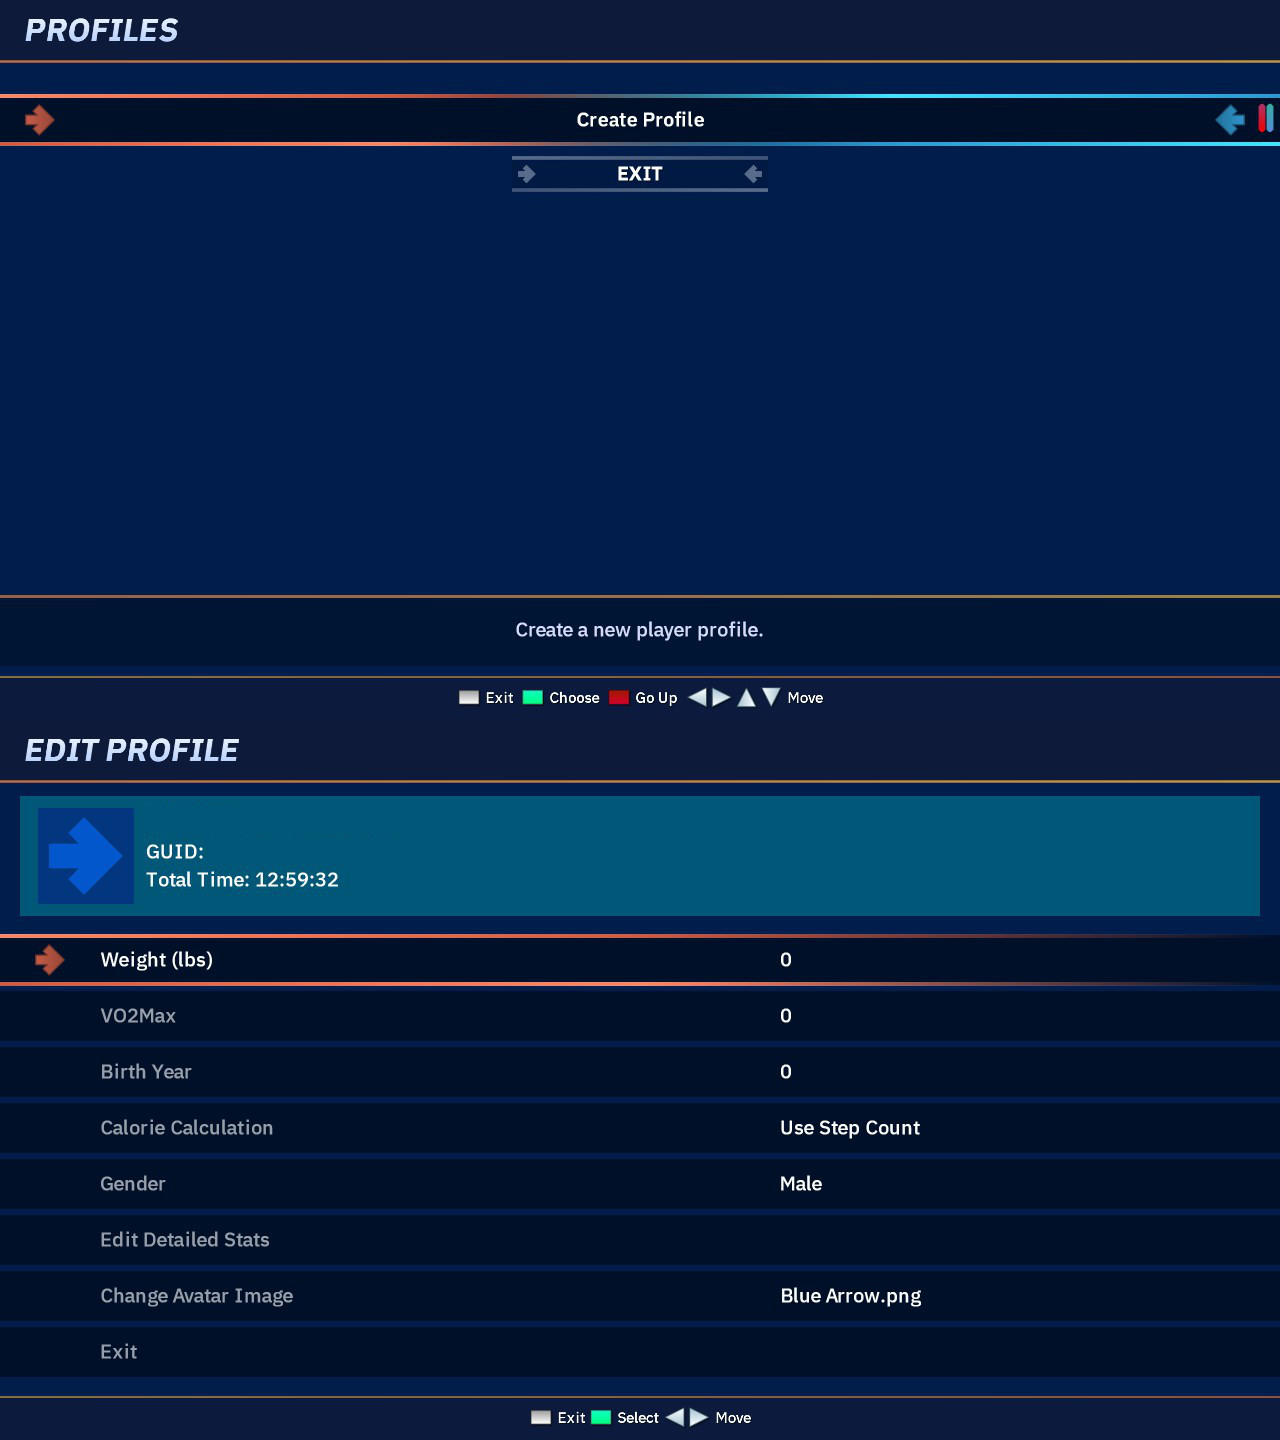 PROFILES
Create Profile
EXIT
Create a new player profile.
Exit Choose Go Up Move
EDIT PROFILE
GUID:
Total Time: 12:59:32
Weight (lbs) 0
VO2Max 0
Birth Year 0
Calorie Calculation Use Step Count
Gender Male
Edit Detailed Stats
Change Avatar Image Blue Arrow.png
Exit
Exit Select Move